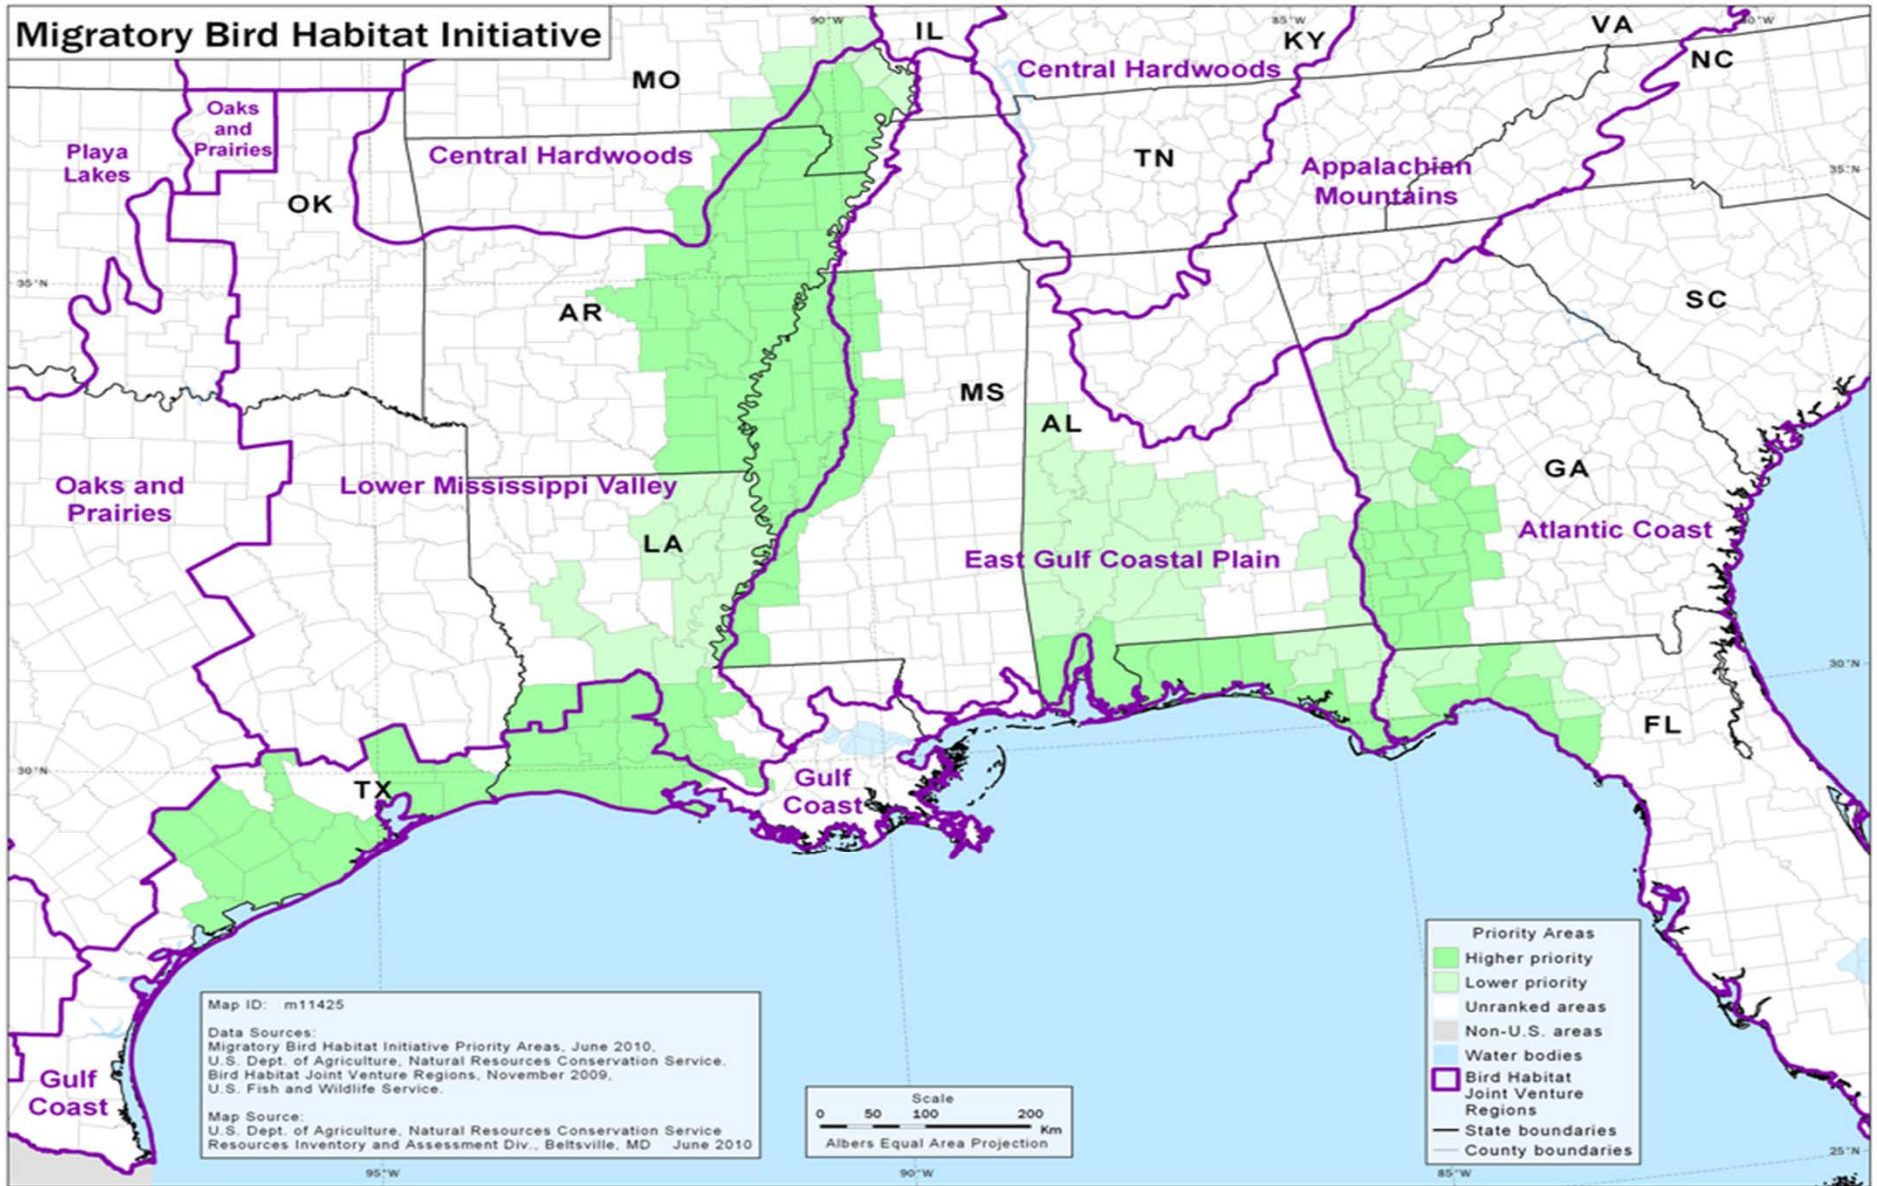 Migratory Bird Habitat Initiative
90°W
85°W
80°W
IL
KY
VA
NC
MO
Central Hardwoods
Oaks
and
Prairies
Playa
Lakes
Central Hardwoods
TN
Appalachian
Mountains
35°N
OK
35°N
AR
SC
MS
AL
GA
Oaks and
Prairies
Lower Mississippi Valley
Atlantic Coast
LA
East Gulf Coastal Plain
30°N
FL
30°N
TX
Gulf
Coast
Gulf
Coast
Map ID: m11425
Data Sources:
Migratory Bird Habitat Initiative Priority Areas, June 2010,
U.S. Dept. of Agriculture, Natural Resources Conservation Service.
Bird Habitat Joint Venture Regions, November 2009,
U.S. Fish and Wildlife Service.
Map Source:
U.S. Dept. of Agriculture, Natural Resources Conservation Service
Resources Inventory and Assessment Div., Beltsville, MD June 2010
Scale
0 50 100 200
Km
Albers Equal Area Projection
Priority Areas
Higher priority
Lower priority
Unranked areas
Non-U.S. areas
Water bodies
Bird Habitat
Joint Venture
Regions
State boundaries
County boundaries
25°N
95°W
90°W
85°W